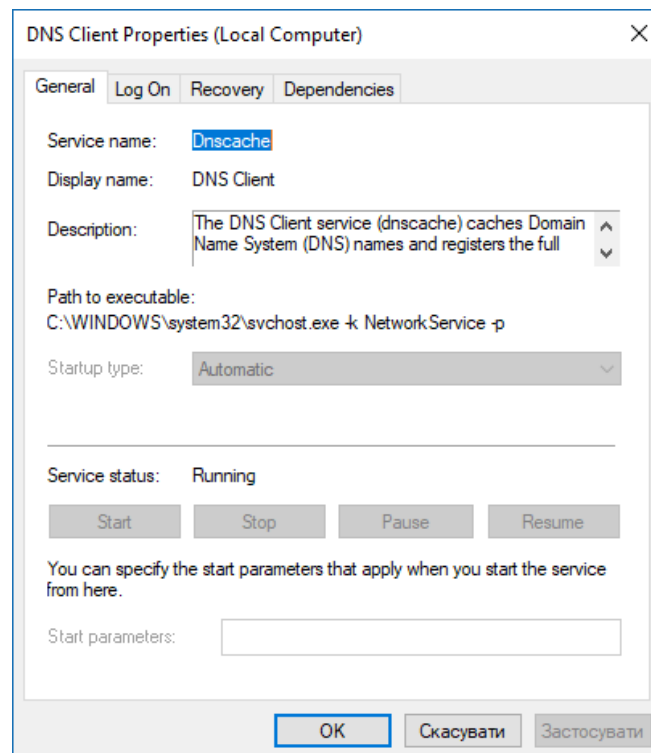 DNS Client Properties (Local Computer)
General Log On Recovery Dependencies
Service name: Dnscache
Display name: DNS Client
Description: The DNS Client service (dnscache) caches Domain
Name System (DNS) names and registers the full
Path to executable:
C:\WINDOWS\system32\svchost.exe -k NetworkService -p
Startup type: Automatic
Service status: Running
Start Stop Pause Resume
You can specify the start parameters that apply when you start the service
from here.
Start parameters:
OK Скасувати Застосувати